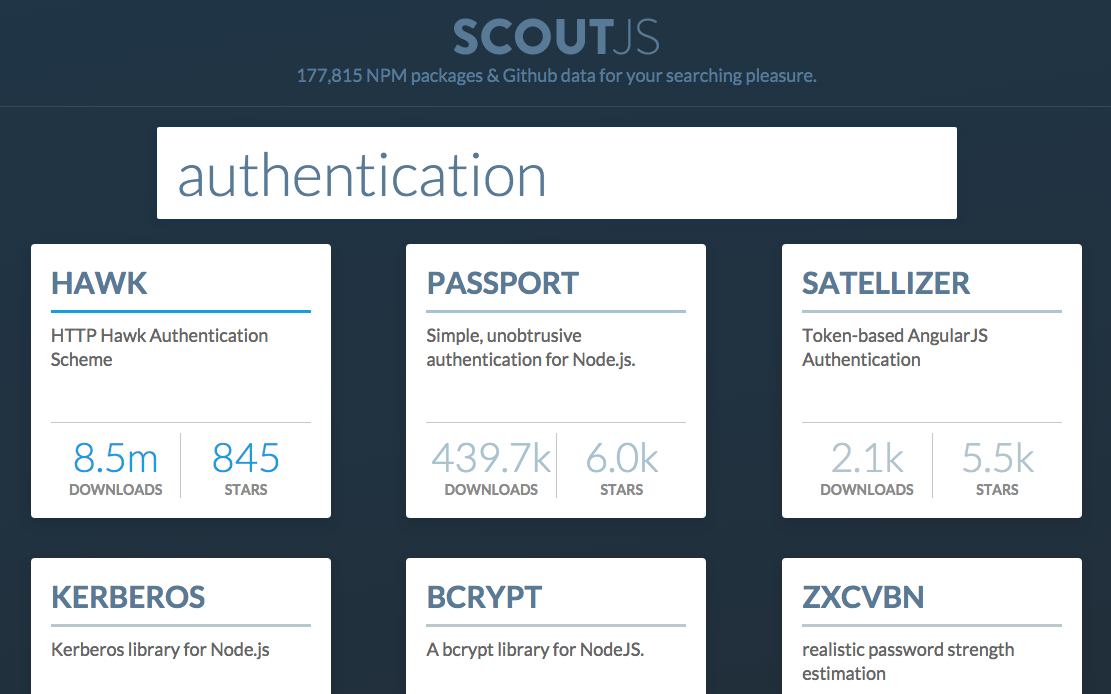 SCOUTJS
177,815 NPM packages & Github data for your searching pleasure.
authentication
HAWK
HTTP Hawk Authentication
Scheme
8.5m
DOWNLOADS
845
STARS
PASSPORT
Simple, unobtrusive
authentication for Node.js.
439.7k
DOWNLOADS
6.0k
STARS
SATELLIZER
Token-based AngularJS
Authentication
2.1k
DOWNLOADS
5.5k
STARS
KERBEROS
Kerberos library for Node.js
BCRYPT
A bcrypt library for NodeJS.
ZXCVBN
realistic password strength
estimation